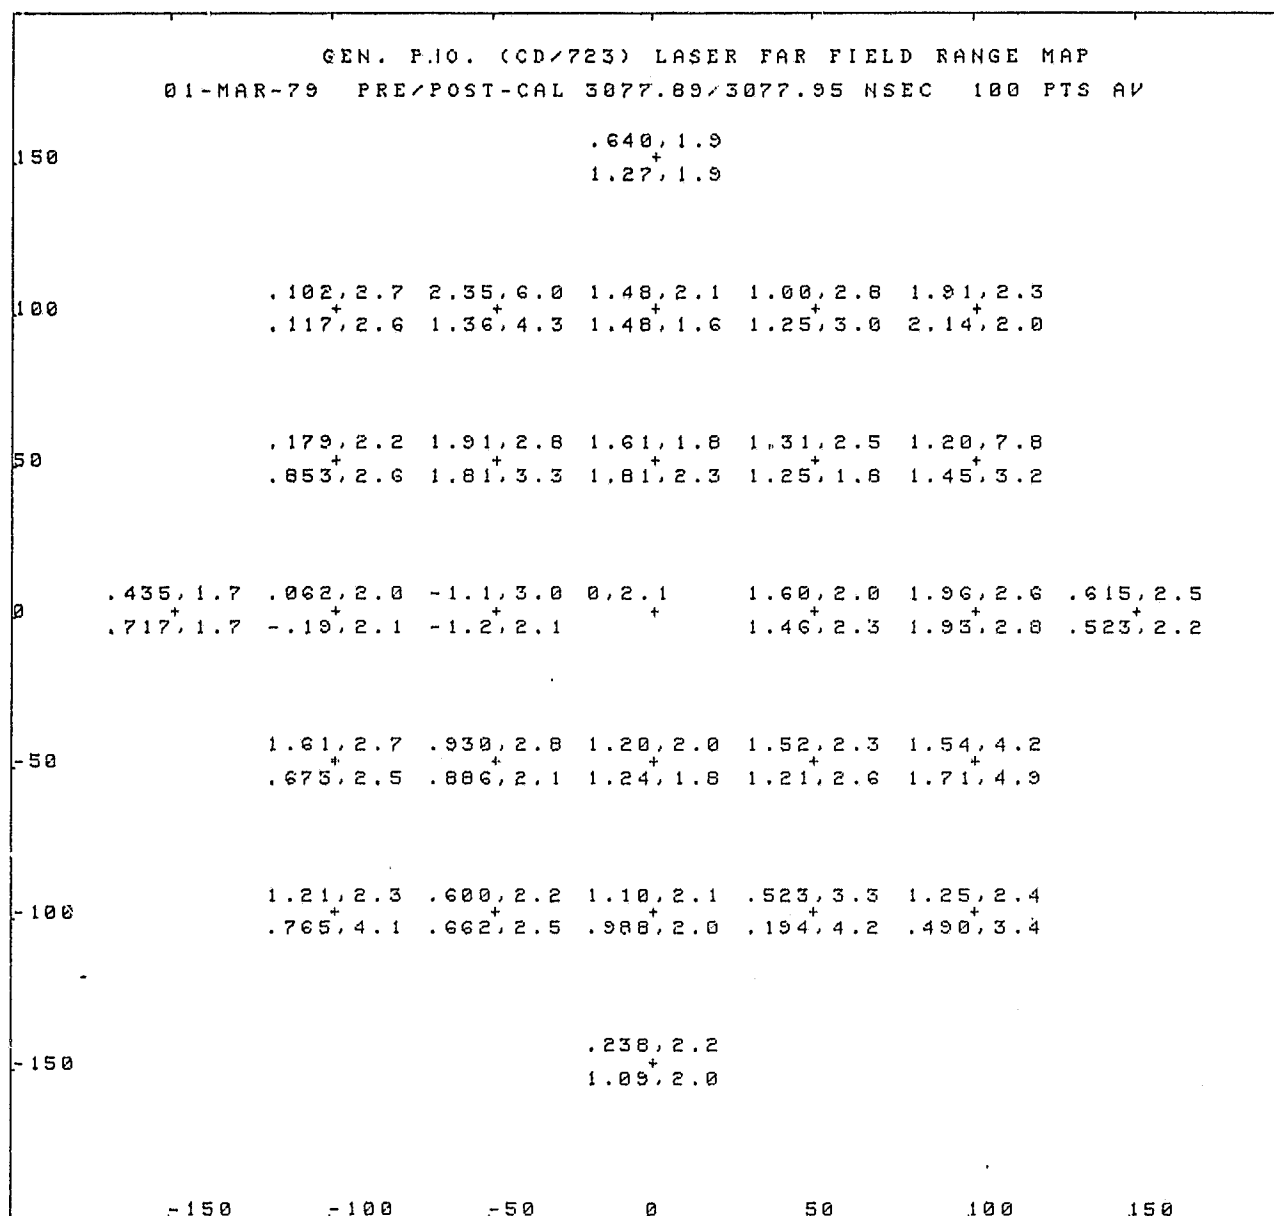 GEN. P.IO. (CD/723) LASER FAR FIELD RANGE MAP
01-MAR-79 PRE/POST-CAL 3077.89/3077.95 NSEC 100 PTS AV
.640,1.9
150 +
1.27,1.9
.102,2.7 2.35,6.0 1.48,2.1 1.00,2.8 1.91,2.3
100 + + + + +
.117,2.6 1.36,4.3 1.48,1.6 1.25,3.0 2.14,2.0
.179,2.2 1.91,2.8 1.61,1.8 1.31,2.5 1.20,7.8
50 + + + + +
.853,2.6 1.81,3.3 1.81,2.3 1.25,1.8 1.45,3.2
.435,1.7 .062,2.0 -1.1,3.0 0,2.1 1.60,2.0 1.96,2.6 .615,2.5
0 + + + + + + +
.717,1.7 -.19,2.1 -1.2,2.1 1.46,2.3 1.93,2.8 .523,2.2
1.61,2.7 .930,2.8 1.20,2.0 1.52,2.3 1.54,4.2
-50 + + + + +
.675,2.5 .886,2.1 1.24,1.8 1.21,2.6 1.71,4.9
1.21,2.3 .600,2.2 1.10,2.1 .523,3.3 1.25,2.4
-100 + + + + +
.765,4.1 .662,2.5 .988,2.0 .194,4.2 .490,3.4
.238,2.2
-150 +
1.09,2.0
-150 -100 -50 0 50 100 150